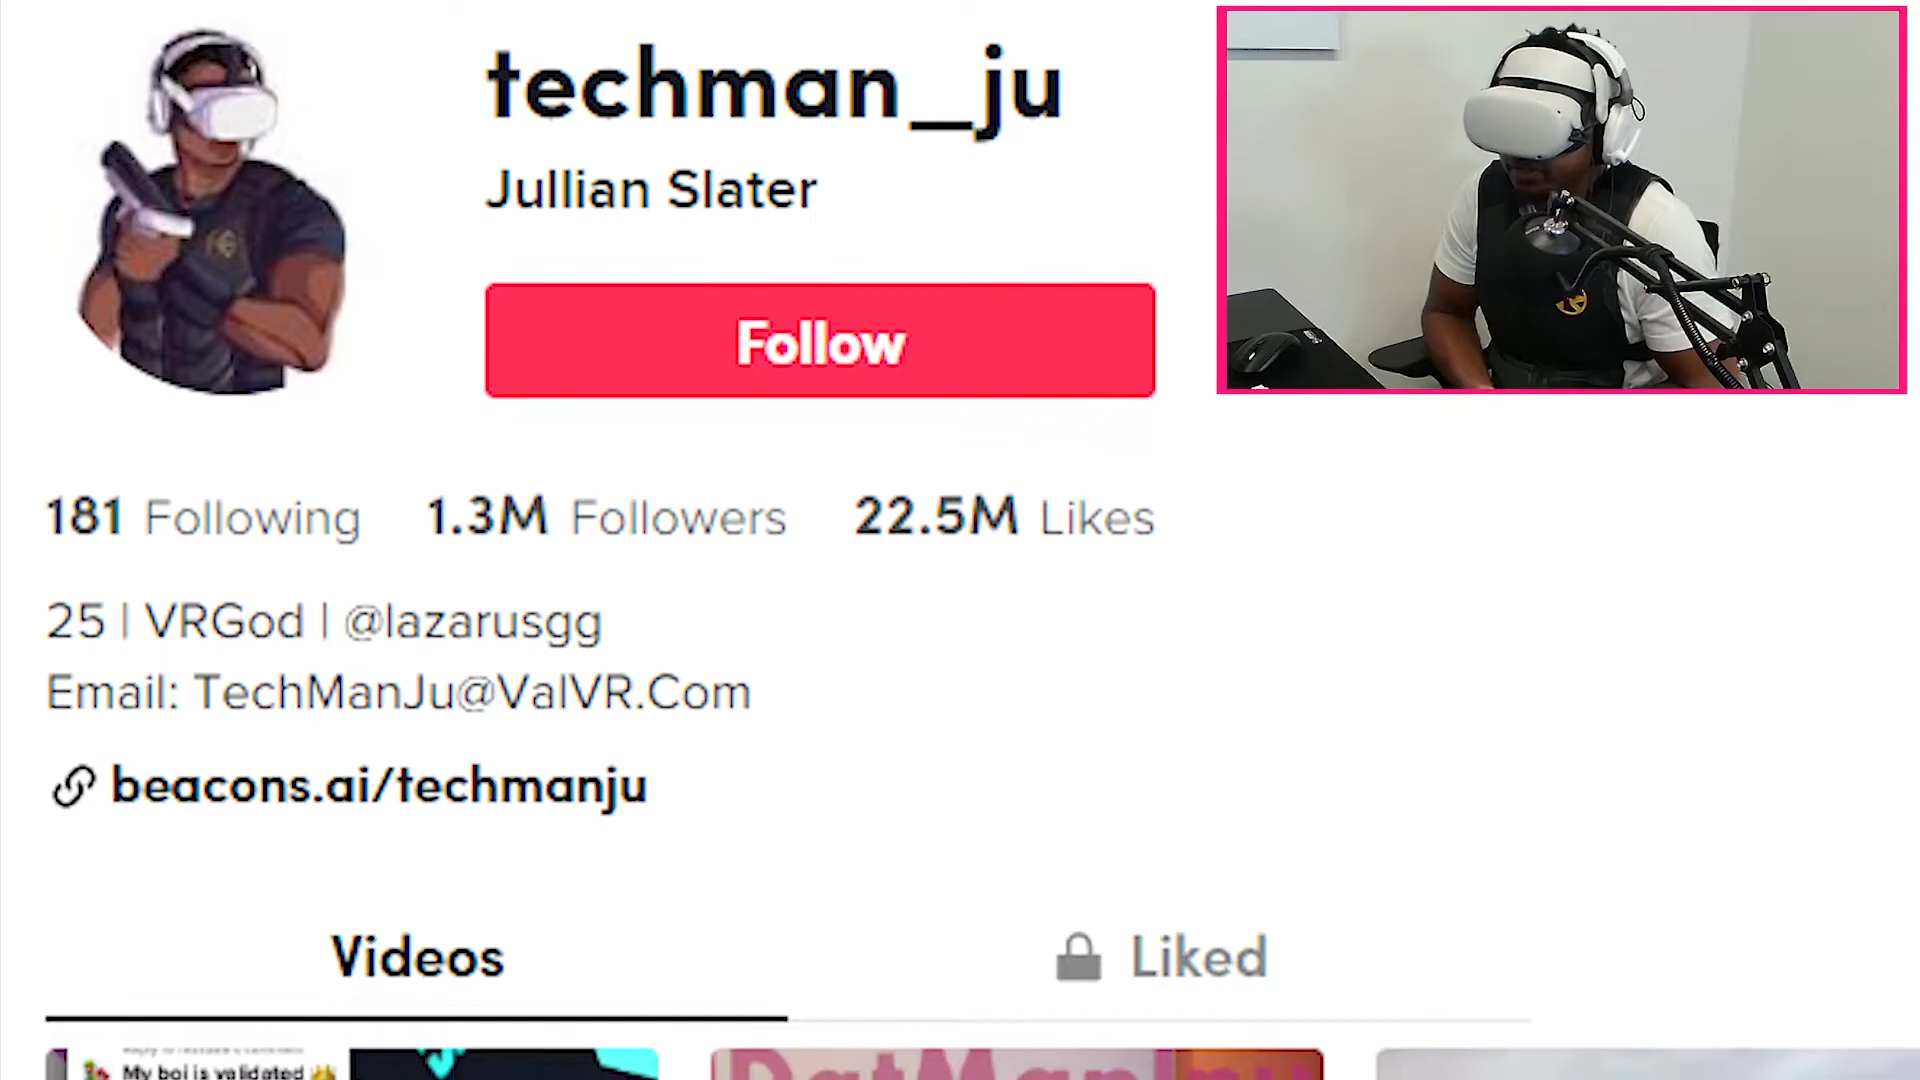 techman_ju
Jullian Slater
Follow
181 Following 1.3M Followers 22.5M Likes
25 | VRGod | @lazarusgg
Email: TechManJu@ValVR.Com
beacons.ai/techmanju
Videos
Liked
My boi is validated